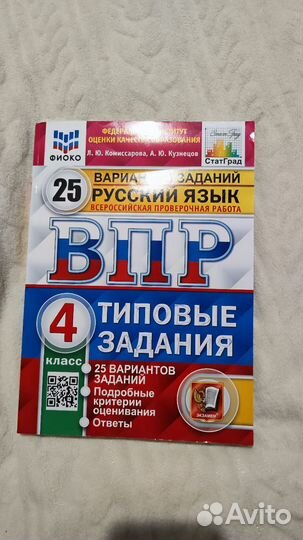 ФИОКО
ФЕДЕРАЛЬНЫЙ ИНСТИТУТ
ОЦЕНКИ КАЧЕСТВА ОБРАЗОВАНИЯ
Л. Ю. Комиссарова, А. Ю. Кузнецов
СтатГрад
25
ВАРИАНТОВ ЗАДАНИЙ
РУССКИЙ ЯЗЫК
ВСЕРОССИЙСКАЯ ПРОВЕРОЧНАЯ РАБОТА
ВПР
4
класс
ТИПОВЫЕ
ЗАДАНИЯ
• 25 ВАРИАНТОВ
ЗАДАНИЙ
• Подробные
критерии
оценивания
• Ответы
ЭКЗАМЕН
Avito